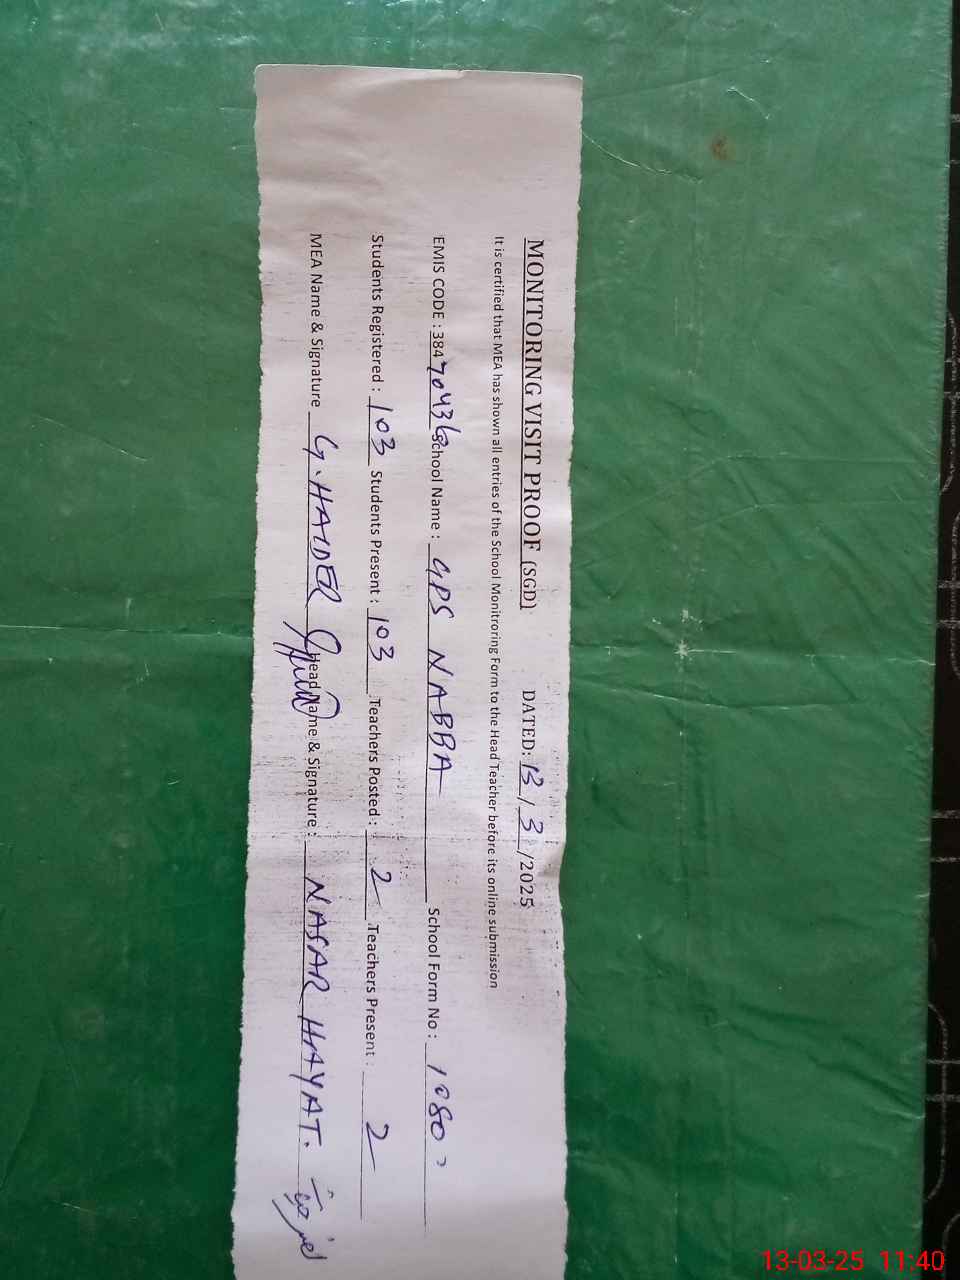 MONITORING VISIT PROOF (SGD) DATED: 13/3/2025
It is certified that MEA has shown all entries of the School Monitroring Form to the Head Teacher before its online submission
EMIS CODE : 38470436 School Name : GPS NABBA School Form No : 1080
Students Registered : 103 Students Present : 103 .Teachers Posted : 2 .Teachers Present : 2
MEA Name & Signature G.HAIDER Head Name & Signature : NASAR HAYAT.
13-03-25 11:40